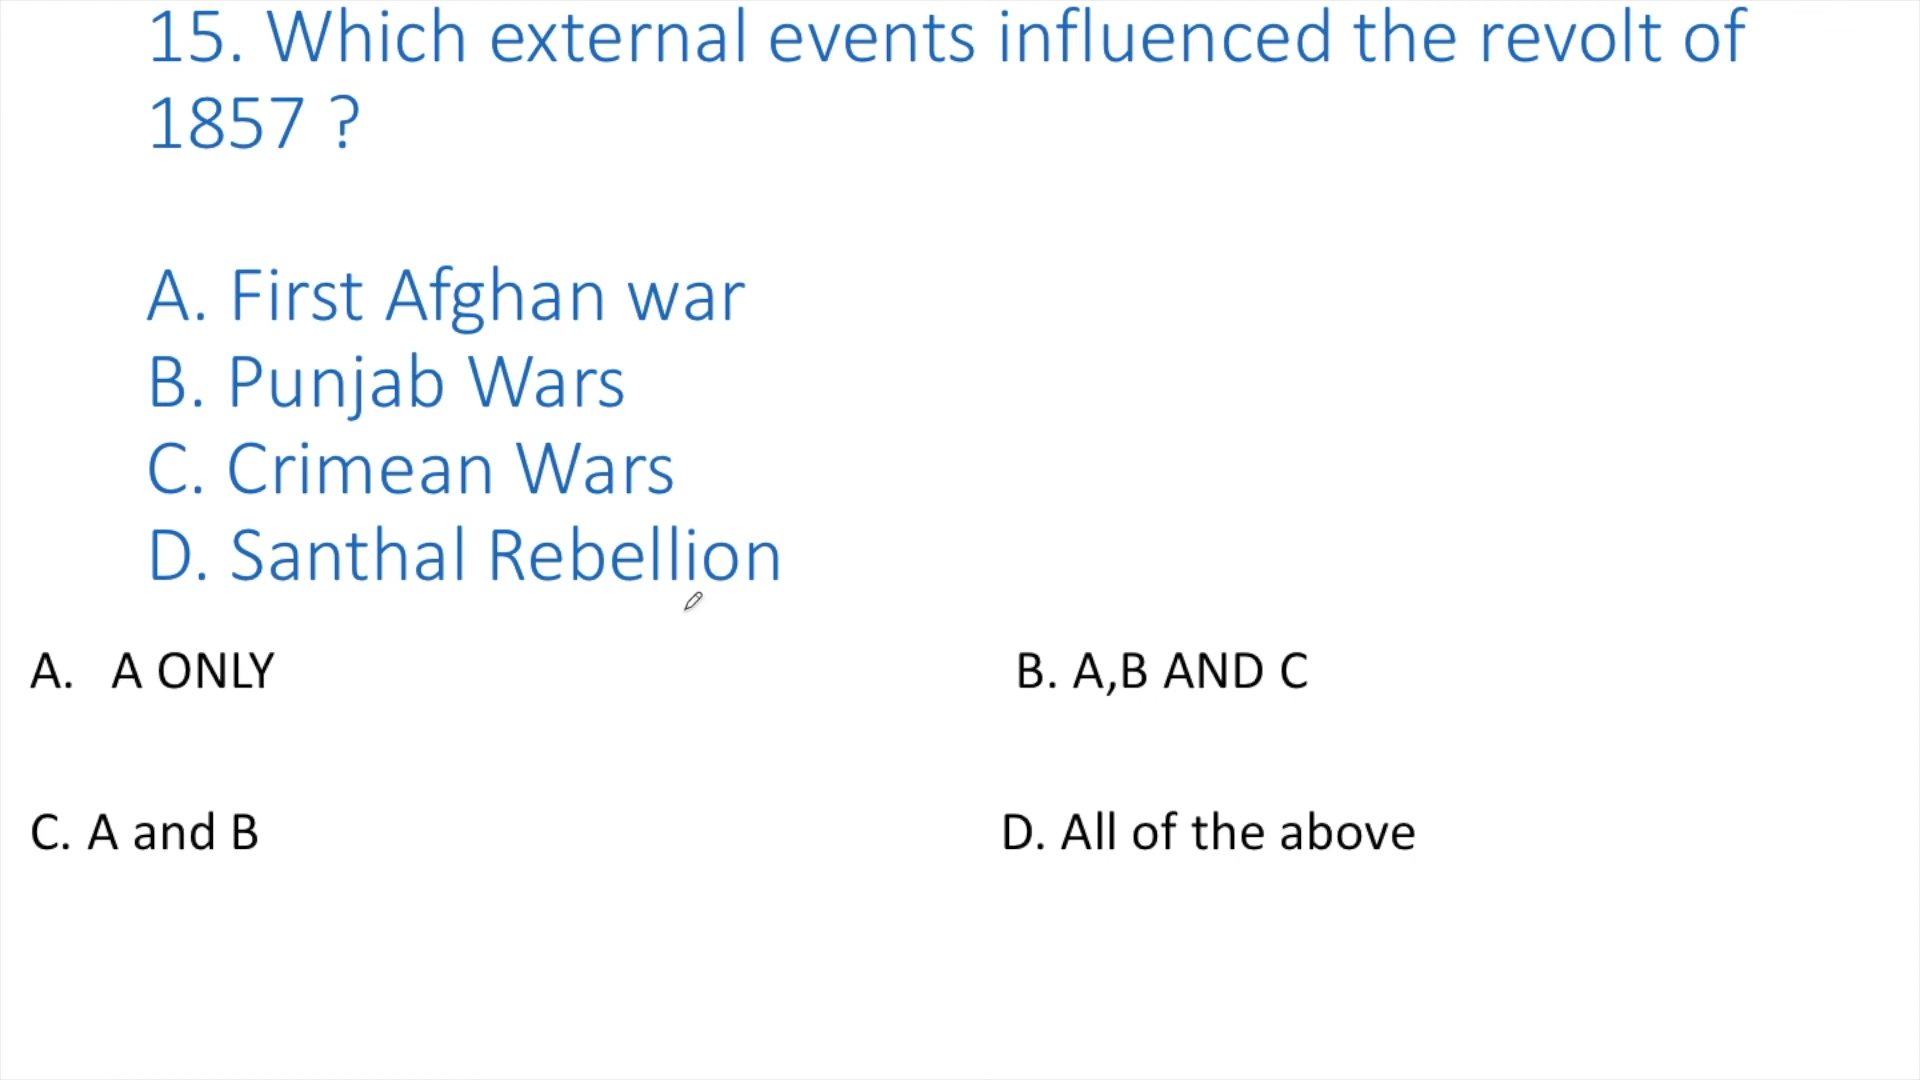 15. Which external events influenced the revolt of
1857 ?
A. First Afghan war
B. Punjab Wars
C. Crimean Wars
D. Santhal Rebellion
A. A ONLY
B. A,B AND C
C. A and B
D. All of the above